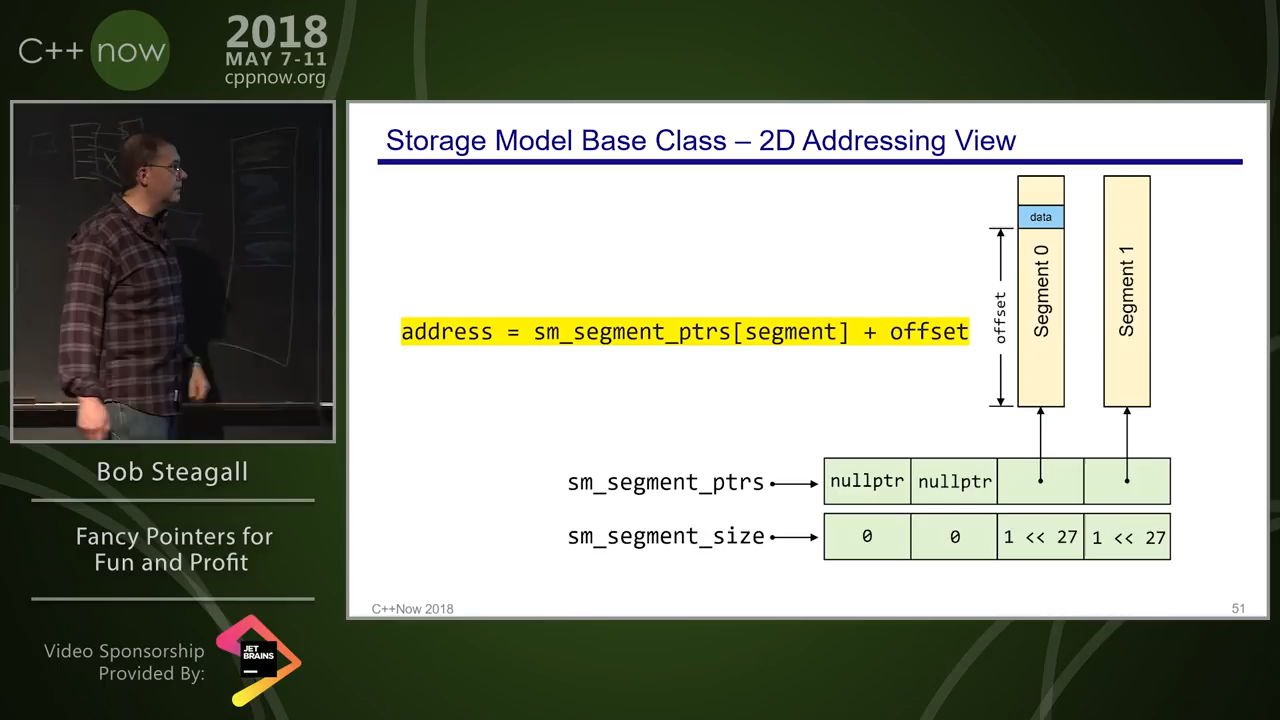 C++ now
2018
MAY 7-11
cppnow.org
Storage Model Base Class – 2D Addressing View
data
Segment 0
Segment 1
offset
address = sm_segment_ptrs[segment] + offset
sm_segment_ptrs
nullptr
nullptr
sm_segment_size
0
0
1 << 27
1 << 27
C++Now 2018
51
Bob Steagall
Fancy Pointers for
Fun and Profit
Video Sponsorship
Provided By:
JET
BRAINS